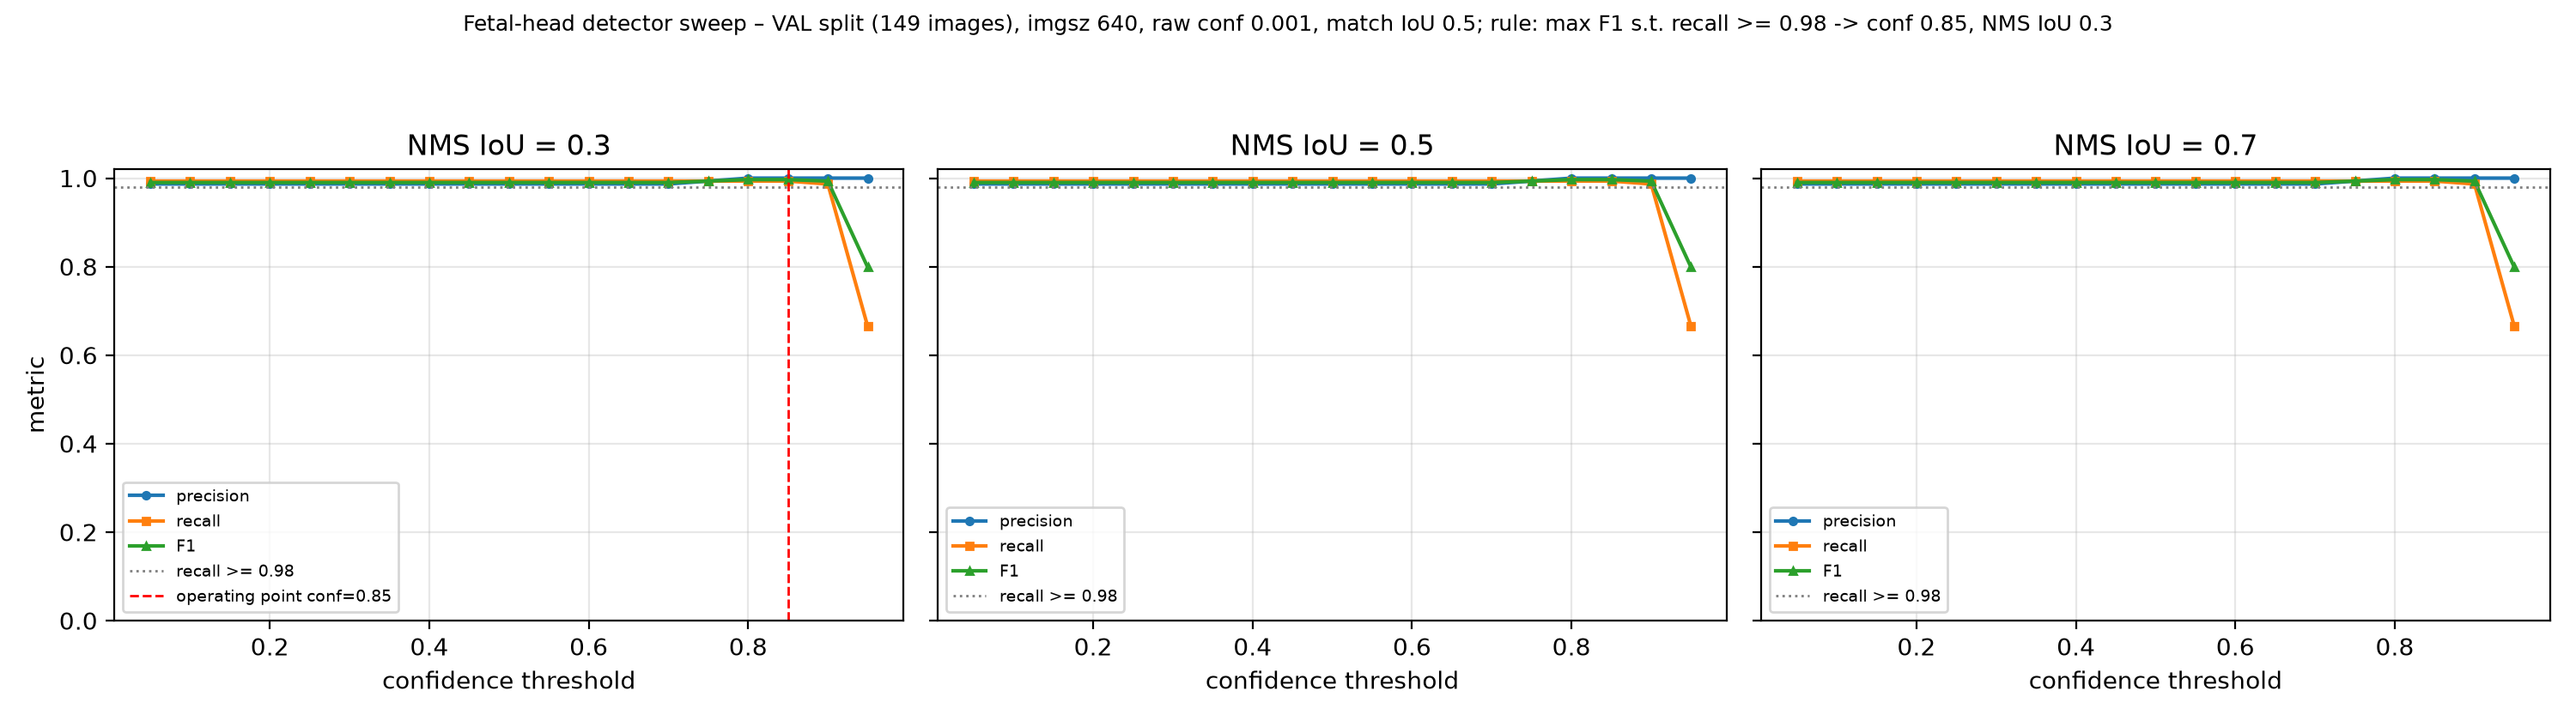 Fetal-head detector sweep – VAL split (149 images), imgsz 640, raw conf 0.001, match IoU 0.5; rule: max F1 s.t. recall >= 0.98 -> conf 0.85, NMS IoU 0.3
NMS IoU = 0.3
1.0
0.8
0.6
0.4
0.2
0.0
metric
precision
recall
F1
recall >= 0.98
operating point conf=0.85
0.2 0.4 0.6 0.8
confidence threshold
NMS IoU = 0.5
precision
recall
F1
recall >= 0.98
0.2 0.4 0.6 0.8
confidence threshold
NMS IoU = 0.7
precision
recall
F1
recall >= 0.98
0.2 0.4 0.6 0.8
confidence threshold